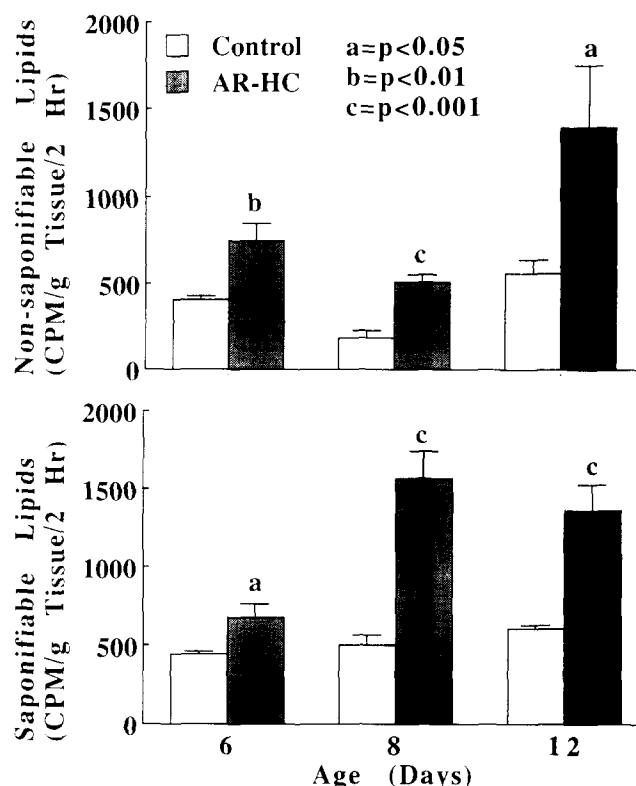 2000
1500
1000
500
0
Non-saponifiable Lipids
(CPM/g Tissue/2 Hr)
Control
AR-HC
a=p<0.05
b=p<0.01
c=p<0.001
b
c
a
2000
1500
1000
500
0
Saponifiable Lipids
(CPM/g Tissue/2 Hr)
a
c
c
6
8
12
Age (Days)